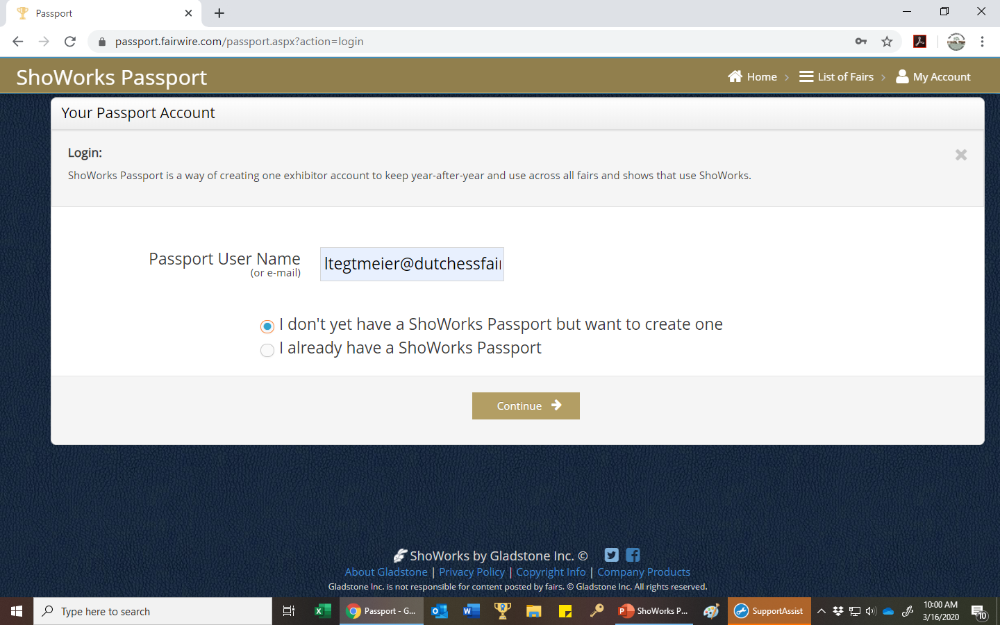 Passport
passport.fairwire.com/passport.aspx?action=login
ShoWorks Passport
Home
List of Fairs
My Account
Your Passport Account
Login:
ShoWorks Passport is a way of creating one exhibitor account to keep year-after-year and use across all fairs and shows that use ShoWorks.
Passport User Name
(or e-mail)
ltegtmeier@dutchessfai
I don't yet have a ShoWorks Passport but want to create one
I already have a ShoWorks Passport
Continue
ShoWorks by Gladstone Inc. ©
About Gladstone | Privacy Policy | Copyright Info | Company Products
Gladstone Inc. is not responsible for content posted by fairs. © Gladstone Inc. All rights reserved.
Type here to search
Passport - G...
ShoWorks P...
SupportAssist
10:00 AM
3/16/2020
10